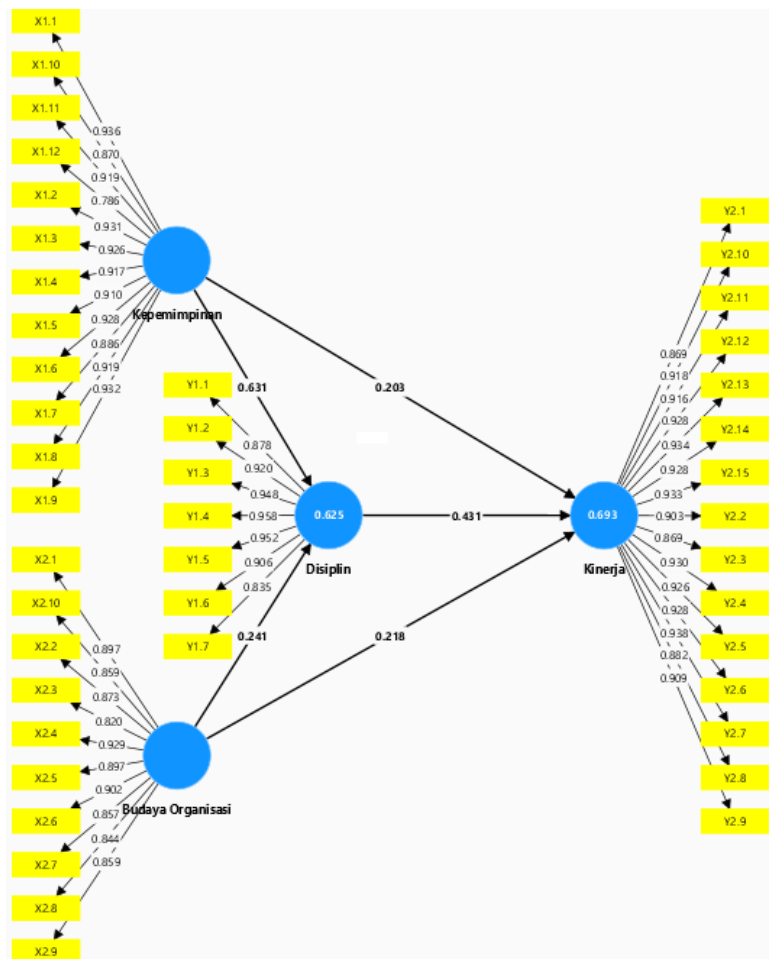 X1.1
X1.10
X1.11
X1.12
X1.2
X1.3
X1.4
X1.5
X1.6
X1.7
X1.8
X1.9
0.936
0.870
0.919
0.786
0.931
0.926
0.917
0.910
0.928
0.886
0.919
0.932
Kepemimpinan
0.631
0.203
Y1.1
Y1.2
Y1.3
Y1.4
Y1.5
Y1.6
Y1.7
0.878
0.920
0.948
0.958
0.952
0.906
0.835
0.625
Disiplin
0.431
0.241
0.218
X2.1
X2.10
X2.2
X2.3
X2.4
X2.5
X2.6
X2.7
X2.8
X2.9
0.897
0.859
0.873
0.820
0.929
0.897
0.902
0.857
0.844
0.859
Budaya Organisasi
0.693
Kinerja
0.869
0.918
0.916
0.928
0.934
0.928
0.933
0.903
0.869
0.930
0.926
0.928
0.938
0.882
0.909
Y2.1
Y2.10
Y2.11
Y2.12
Y2.13
Y2.14
Y2.15
Y2.2
Y2.3
Y2.4
Y2.5
Y2.6
Y2.7
Y2.8
Y2.9